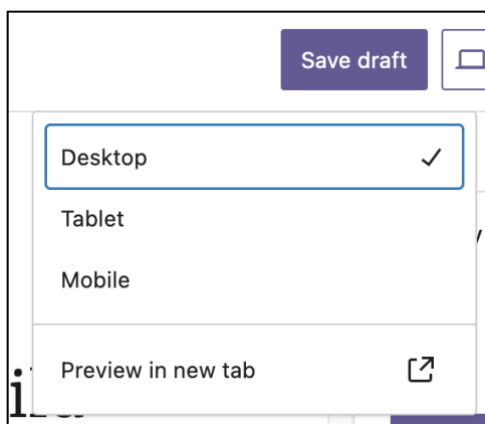 Save draft
Desktop
Tablet
Mobile
Preview in new tab